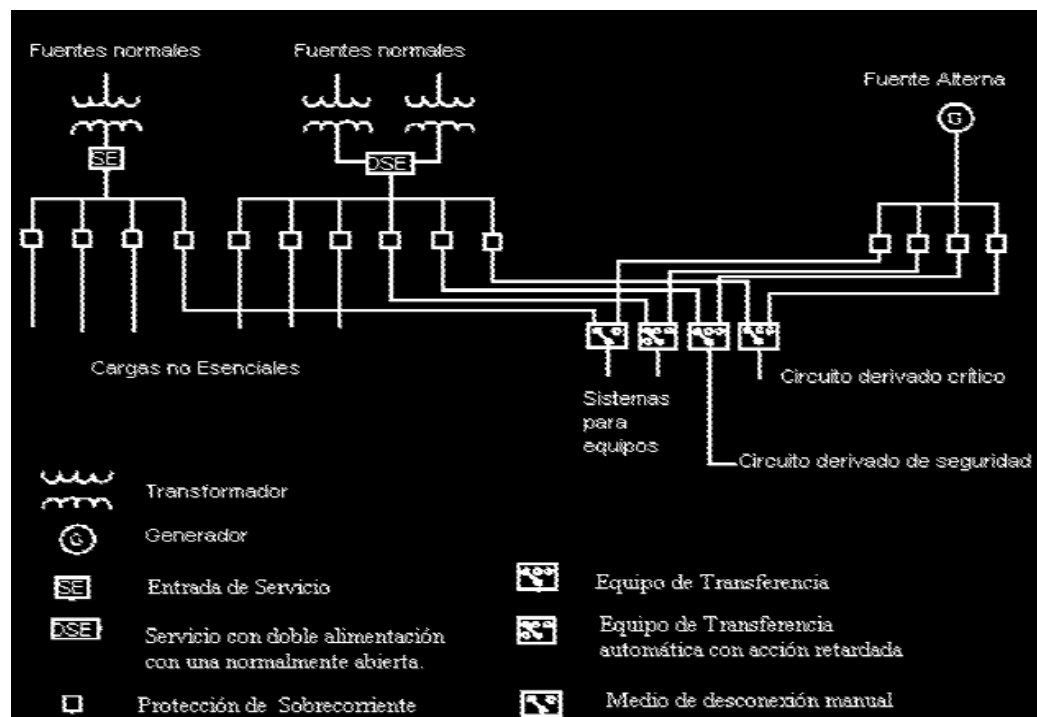 Fuentes normales
Fuentes normales
Fuente Alterna
G
SE
DSE
Cargas no Esenciales
Sistemas
para
equipos
Circuito derivado crítico
Circuito derivado de seguridad
Transformador
G
Generador
SE
Entrada de Servicio
DSE
Servicio con doble alimentación
con una normalmente abierta.
Protección de Sobrecorriente
Equipo de Transferencia
Equipo de Transferencia
automática con acción retardada
Medio de desconexión manual